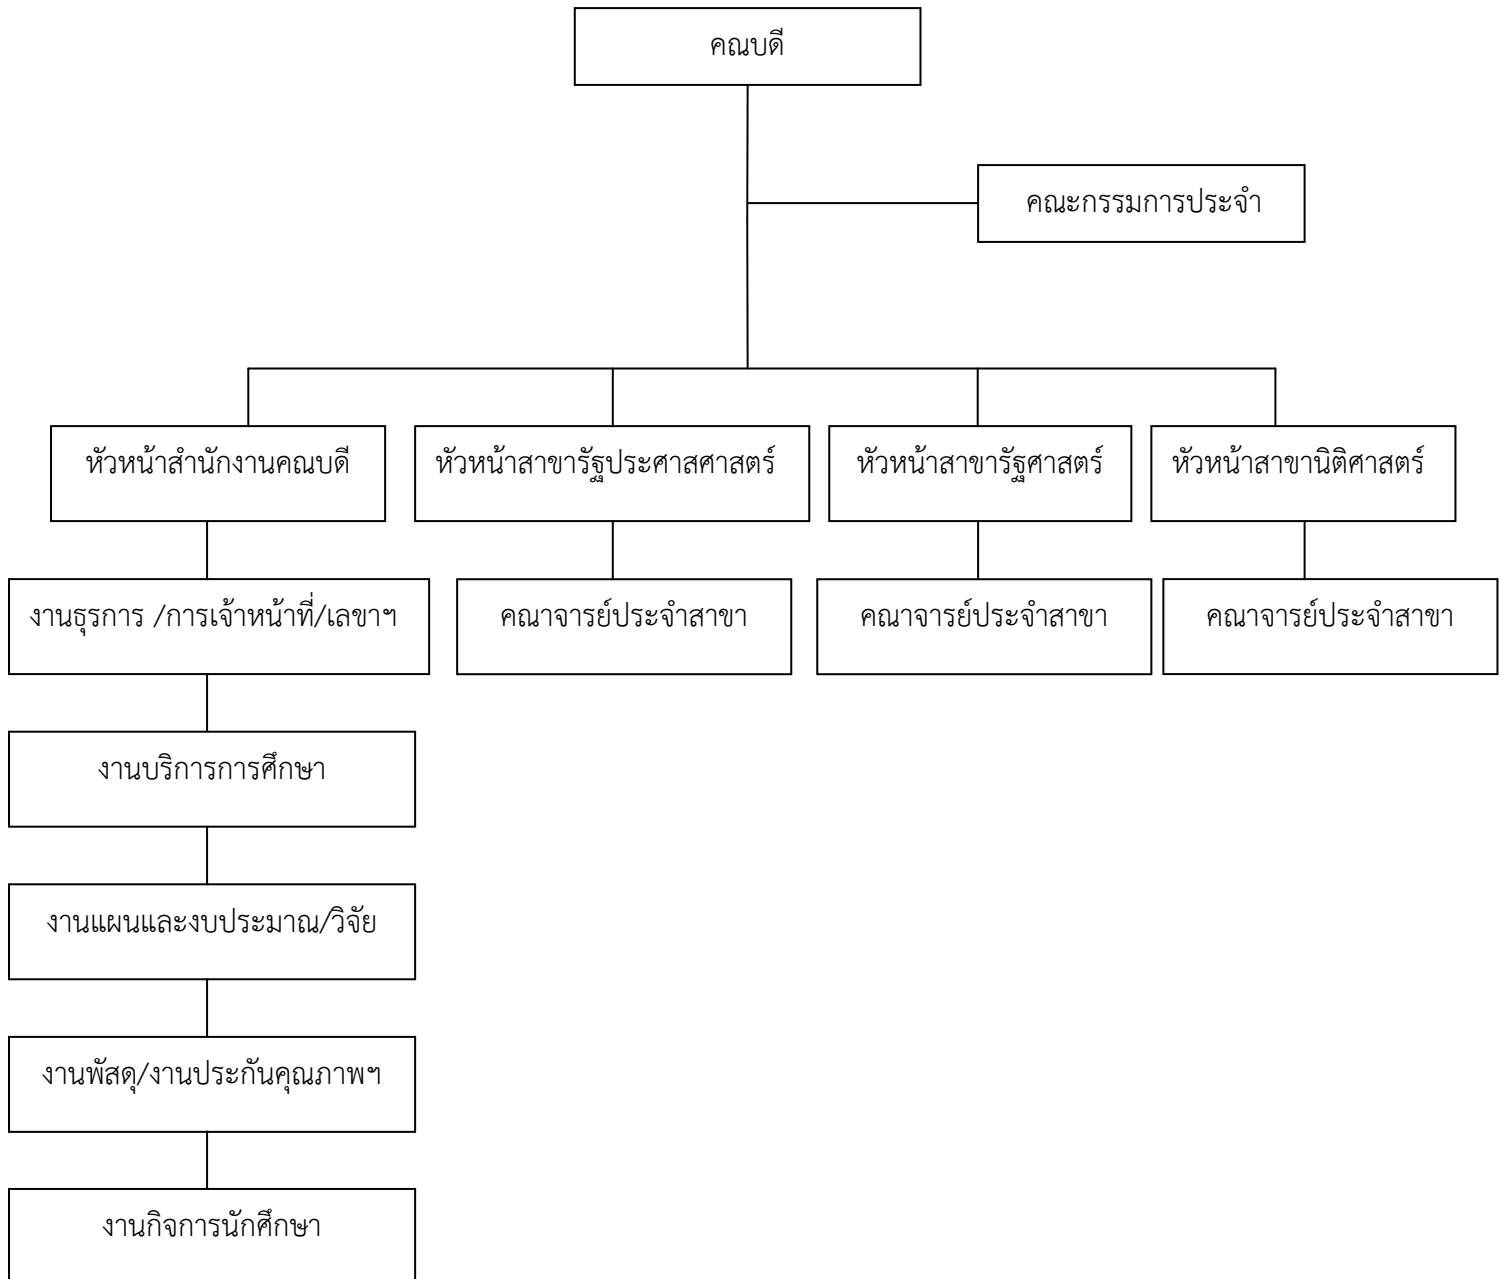 คณบดี
คณะกรรมการประจำ
หัวหน้าสำนักงานคณบดี
หัวหน้าสาขารัฐประศาสศาสตร์
หัวหน้าสาขารัฐศาสตร์
หัวหน้าสาขานิติศาสตร์
งานธุรการ /การเจ้าหน้าที่/เลขาฯ
คณาจารย์ประจำสาขา
คณาจารย์ประจำสาขา
คณาจารย์ประจำสาขา
งานบริการการศึกษา
งานแผนและงบประมาณ/วิจัย
งานพัสดุ/งานประกันคุณภาพฯ
งานกิจการนักศึกษา